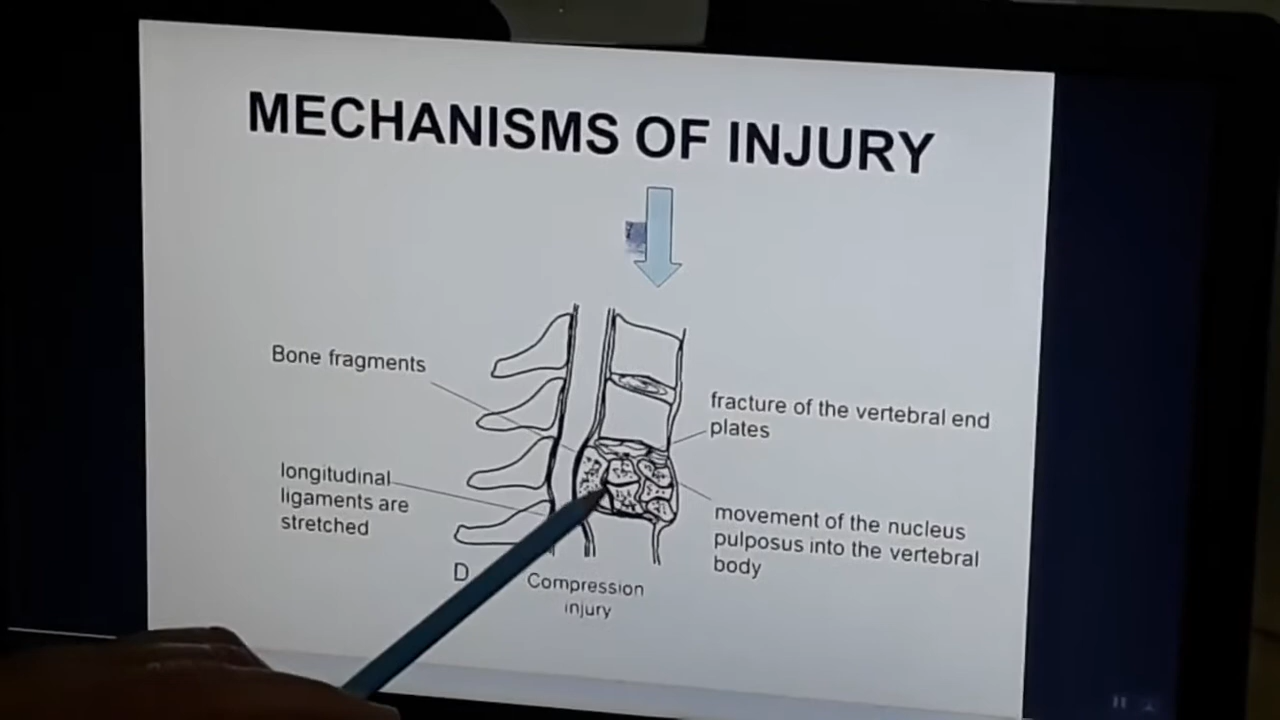 MECHANISMS OF INJURY
Bone fragments
fracture of the vertebral end
plates
longitudinal
ligaments are
stretched
movement of the nucleus
pulposus into the vertebral
body
D
Compression
injury